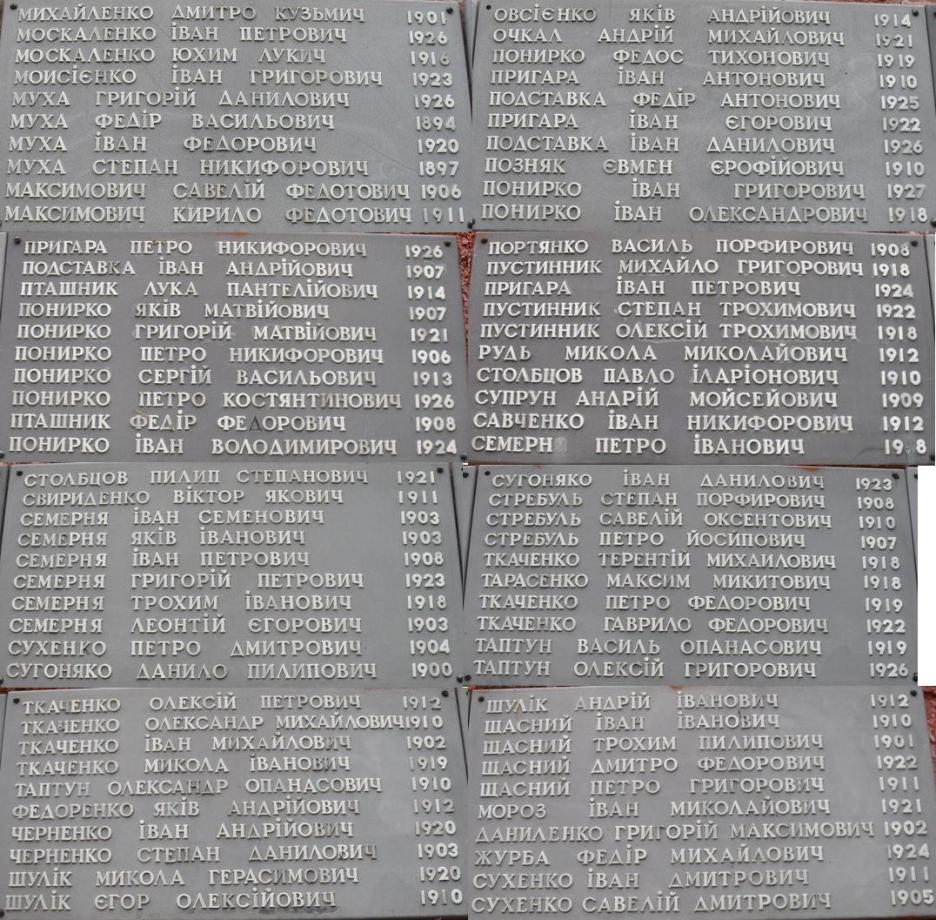 МИХАЙЛЕНКО ДМИТРО КУЗЬМИЧ 1901
МОСКАЛЕНКО ІВАН ПЕТРОВИЧ 1926
МОСКАЛЕНКО ЮХИМ ЛУКИЧ 1916
МОИСІЄНКО ІВАН ГРИГОРОВИЧ 1923
МУХА ГРИГОРІЙ ДАНИЛОВИЧ 1926
МУХА ФЕДІР ВАСИЛЬОВИЧ 1894
МУХА ІВАН ФЕДОРОВИЧ 1920
МУХА СТЕПАН НИКИФОРОВИЧ 1897
МАКСИМОВИЧ САВЕЛІЙ ФЕДОТОВИЧ 1906
МАКСИМОВИЧ КИРИЛО ФЕДОТОВИЧ 1911
ОВСІЄНКО ЯКІВ АНДРІЙОВИЧ 1914
ОЧКАЛ АНДРІЙ МИХАЙЛОВИЧ 1921
ПОНИРКО ФЕДОС ТИХОНОВИЧ 1919
ПРИГАРА ІВАН АНТОНОВИЧ 1910
ПОДСТАВКА ФЕДІР АНТОНОВИЧ 1925
ПРИГАРА ІВАН ЄГОРОВИЧ 1922
ПОДСТАВКА ІВАН ДАНИЛОВИЧ 1926
ПОЗНЯК ЄВМЕН ЄРОФІЙОВИЧ 1910
ПОНИРКО ІВАН ГРИГОРОВИЧ 1927
ПОНИРКО ІВАН ОЛЕКСАНДРОВИЧ 1918
ПРИГАРА ПЕТРО НИКИФОРОВИЧ 1926
ПОДСТАВКА ІВАН АНДРІЙОВИЧ 1907
ПТАШНИК ЛУКА ПАНТЕЛІЙОВИЧ 1914
ПОНИРКО ЯКІВ МАТВІЙОВИЧ 1907
ПОНИРКО ГРИГОРІЙ МАТВІЙОВИЧ 1921
ПОНИРКО ПЕТРО НИКИФОРОВИЧ 1906
ПОНИРКО СЕРГІЙ ВАСИЛЬОВИЧ 1913
ПОНИРКО ПЕТРО КОСТЯНТИНОВИЧ 1926
ПТАШНИК ФЕДІР ФЕДОРОВИЧ 1908
ПОНИРКО ІВАН ВОЛОДИМИРОВИЧ 1924
ПОРТЯНКО ВАСИЛЬ ПОРФИРОВИЧ 1908
ПУСТИННИК МИХАЙЛО ГРИГОРОВИЧ 1918
ПРИГАРА ІВАН ПЕТРОВИЧ 1924
ПУСТИННИК СТЕПАН ТРОХИМОВИЧ 1922
ПУСТИННИК ОЛЕКСІЙ ТРОХИМОВИЧ 1918
РУДЬ МИКОЛА МИКОЛАЙОВИЧ 1912
СТОЛБЦОВ ПАВЛО ІЛАРІОНОВИЧ 1910
СУПРУН АНДРІЙ МОЙСЕЙОВИЧ 1909
САВЧЕНКО ІВАН НИКИФОРОВИЧ 1912
СЕМЕРН ПЕТРО ІВАНОВИЧ
СТОЛБЦОВ ПИЛИП СТЕПАНОВИЧ 1921
СВИРИДЕНКО ВІКТОР ЯКОВИЧ 1911
СЕМЕРНЯ ІВАН СЕМЕНОВИЧ 1903
СЕМЕРНЯ ЯКІВ ІВАНОВИЧ 1903
СЕМЕРНЯ ІВАН ПЕТРОВИЧ 1908
СЕМЕРНЯ ГРИГОРІЙ ПЕТРОВИЧ 1923
СЕМЕРНЯ ТРОХИМ ІВАНОВИЧ 1918
СЕМЕРНЯ ЛЕОНТІЙ ЄГОРОВИЧ 1903
СУХЕНКО ПЕТРО ДМИТРОВИЧ 1904
СУГОНЯКО ДАНИЛО ПИЛИПОВИЧ 1900
СУГОНЯКО ІВАН ДАНИЛОВИЧ 1923
СТРЕБУЛЬ СТЕПАН ПОРФИРОВИЧ 1908
СТРЕБУЛЬ САВЕЛІЙ ОКСЕНТОВИЧ 1910
СТРЕБУЛЬ ПЕТРО ЙОСИПОВИЧ 1907
ТКАЧЕНКО ТЕРЕНТІЙ МИХАЙЛОВИЧ 1918
ТАРАСЕНКО МАКСИМ МИКИТОВИЧ 1918
ТКАЧЕНКО ПЕТРО ФЕДОРОВИЧ 1919
ТКАЧЕНКО ГАВРИЛО ФЕДОРОВИЧ 1922
ТАПТУН ВАСИЛЬ ОПАНАСОВИЧ 1919
ТАПТУН ОЛЕКСІЙ ГРИГОРОВИЧ 1926
ТКАЧЕНКО ОЛЕКСІЙ ПЕТРОВИЧ 1912
ТКАЧЕНКО ОЛЕКСАНДР МИХАЙЛОВИЧ 1910
ТКАЧЕНКО ІВАН МИХАЙЛОВИЧ 1902
ТКАЧЕНКО МИКОЛА ІВАНОВИЧ 1919
ТАПТУН ОЛЕКСАНДР ОПАНАСОВИЧ 1910
ФЕДОРЕНКО ЯКІВ АНДРІЙОВИЧ 1912
ЧЕРНЕНКО ІВАН АНДРІЙОВИЧ 1920
ЧЕРНЕНКО СТЕПАН ДАНИЛОВИЧ 1903
ШУЛІК МИКОЛА ГЕРАСИМОВИЧ 1920
ШУЛІК ЄГОР ОЛЕКСІЙОВИЧ 1910
ШУЛІК АНДРІЙ ІВАНОВИЧ 1912
ЩАСНИЙ ІВАН ІВАНОВИЧ 1910
ЩАСНИЙ ТРОХИМ ПИЛИПОВИЧ 1901
ЩАСНИЙ ДМИТРО ФЕДОРОВИЧ 1922
ЩАСНИЙ ПЕТРО ГРИГОРОВИЧ 1911
МОРОЗ ІВАН МИКОЛАЙОВИЧ 1921
ДАНИЛЕНКО ГРИГОРІЙ МАКСИМОВИЧ 1902
ЖУРБА ФЕДІР МИХАЙЛОВИЧ 1924
СУХЕНКО ІВАН ДМИТРОВИЧ 1911
СУХЕНКО САВЕЛІЙ ДМИТРОВИЧ 1905